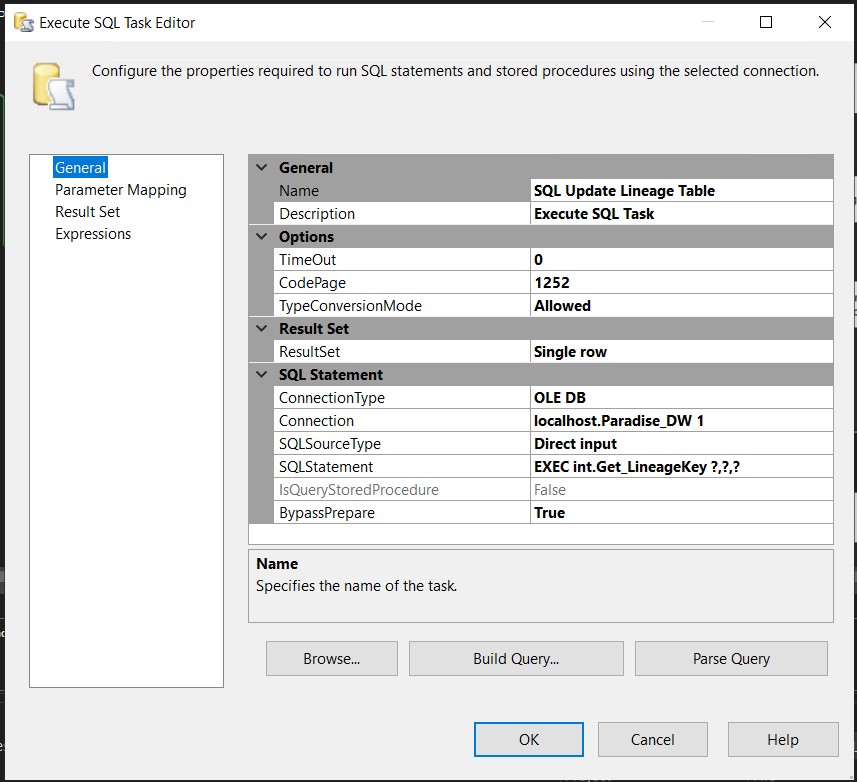 Execute SQL Task Editor
Configure the properties required to run SQL statements and stored procedures using the selected connection.
General
Parameter Mapping
Result Set
Expressions
General
Name SQL Update Lineage Table
Description Execute SQL Task
Options
TimeOut 0
CodePage 1252
TypeConversionMode Allowed
Result Set
ResultSet Single row
SQL Statement
ConnectionType OLE DB
Connection localhost.Paradise_DW 1
SQLSourceType Direct input
SQLStatement EXEC int.Get_LineageKey ?,?,?
IsQueryStoredProcedure False
BypassPrepare True
Name
Specifies the name of the task.
Browse... Build Query... Parse Query
OK Cancel Help